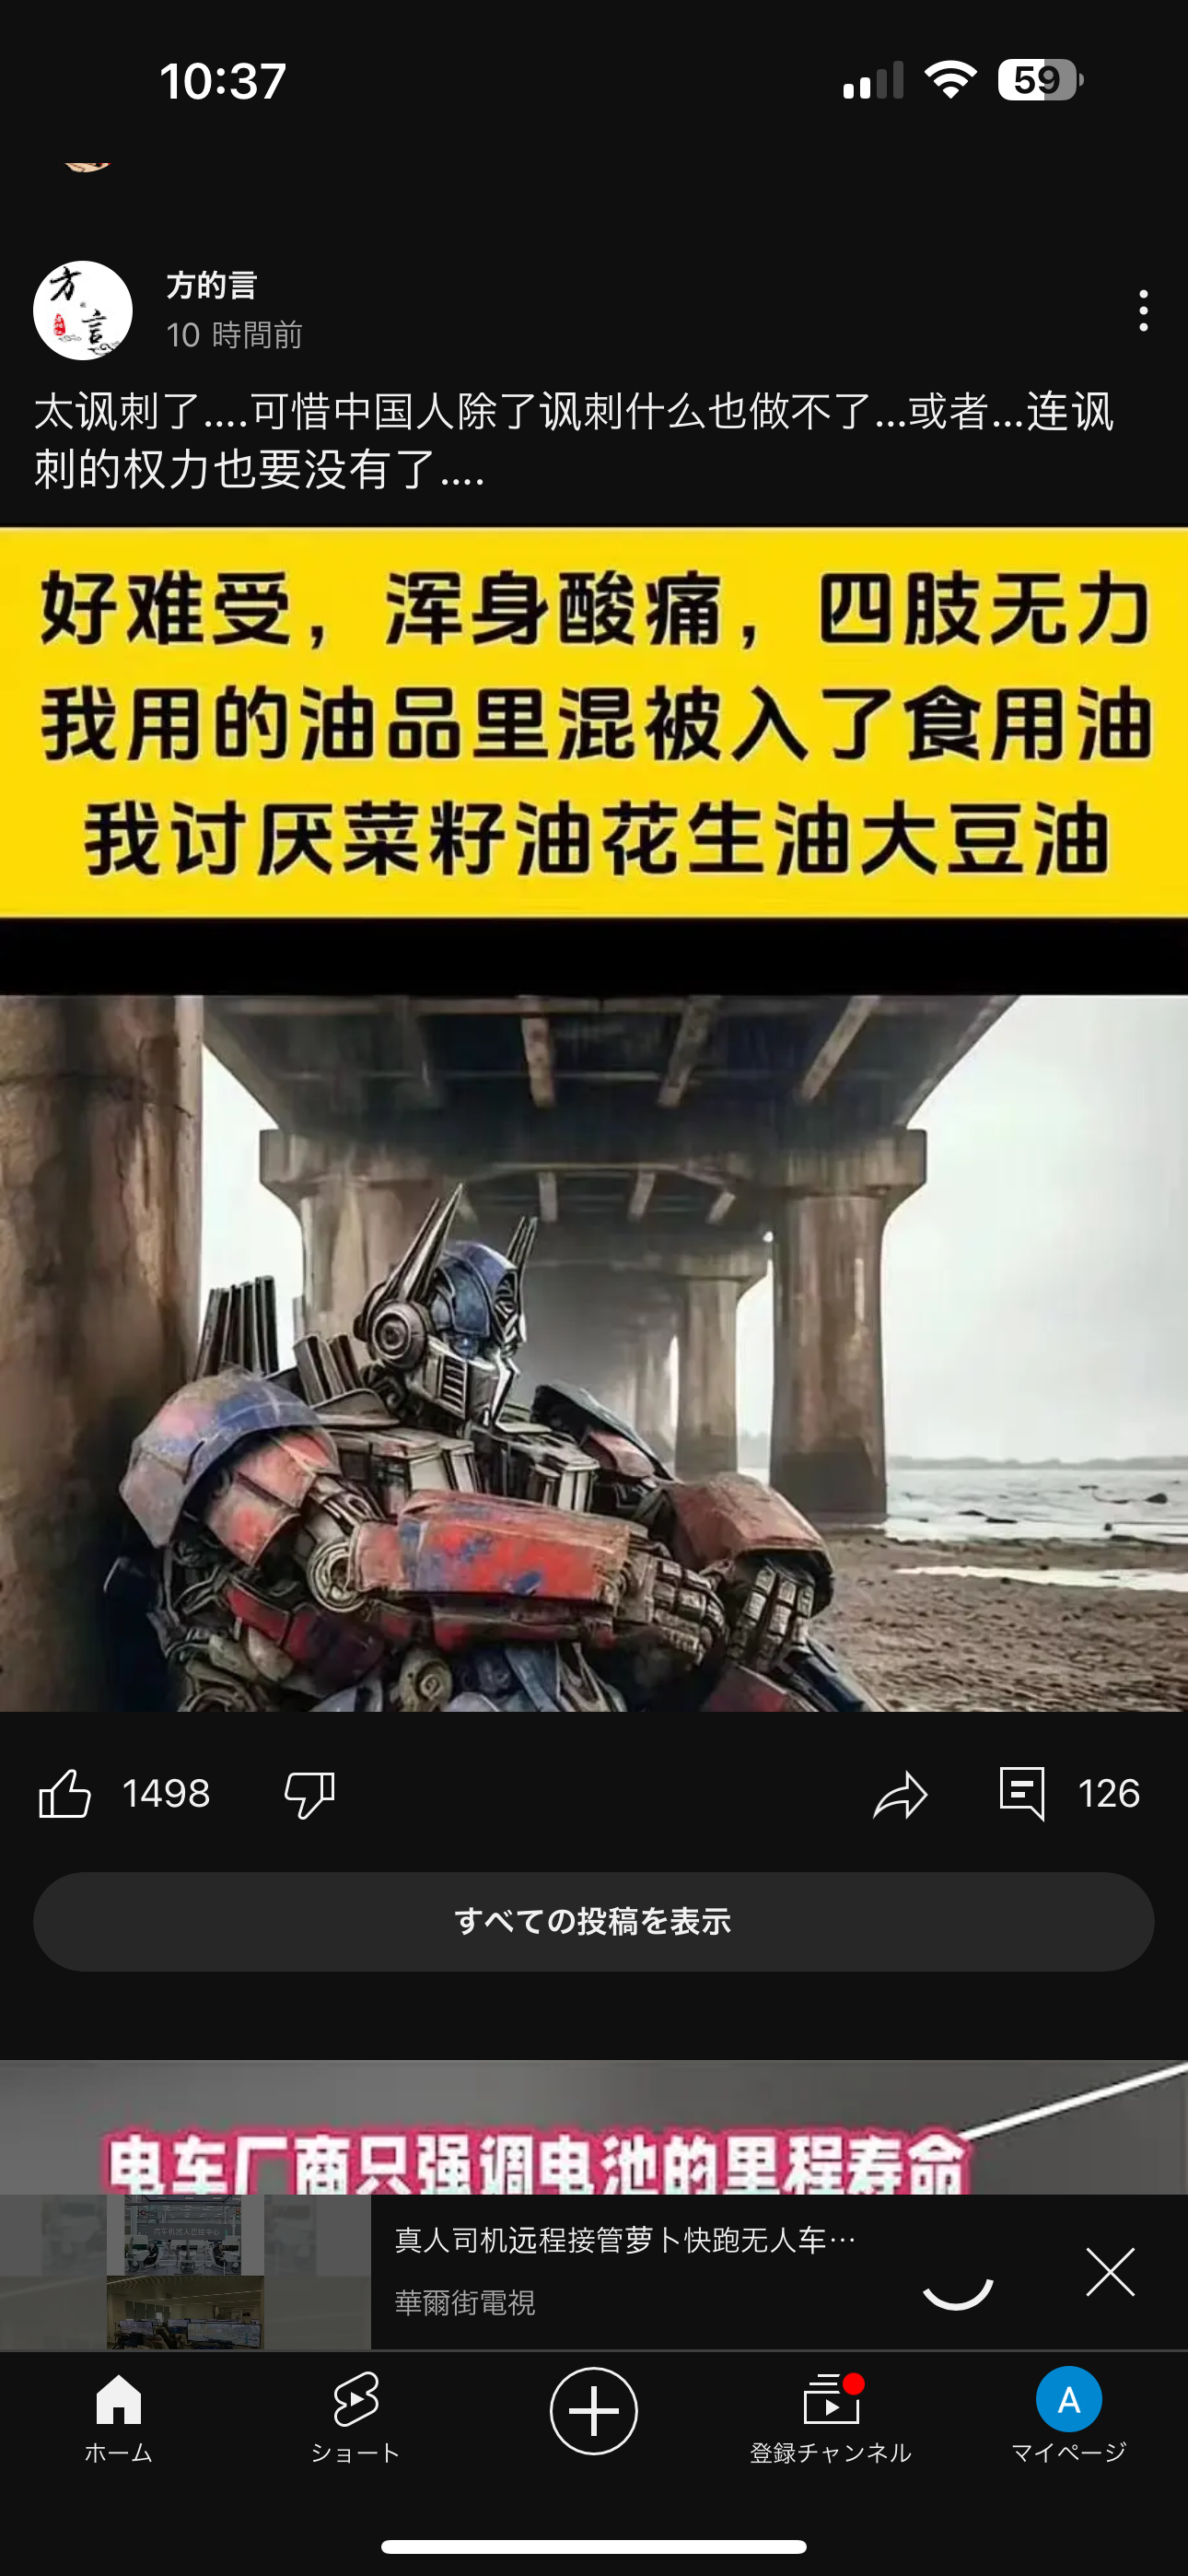 10:37
59
方的言
10 時間前
太讽刺了....可惜中国人除了讽刺什么也做不了...或者...连讽
刺的权力也要没有了....
好难受，浑身酸痛，四肢无力
我用的油品里混被入了食用油
我讨厌菜籽油花生油大豆油
1498
126
すべての投稿を表示
电车厂商只强调电池的里程寿命
真人司机远程接管萝卜快跑无人车…
華爾街電視
ホーム
ショート
登録チャンネル
A
マイページ